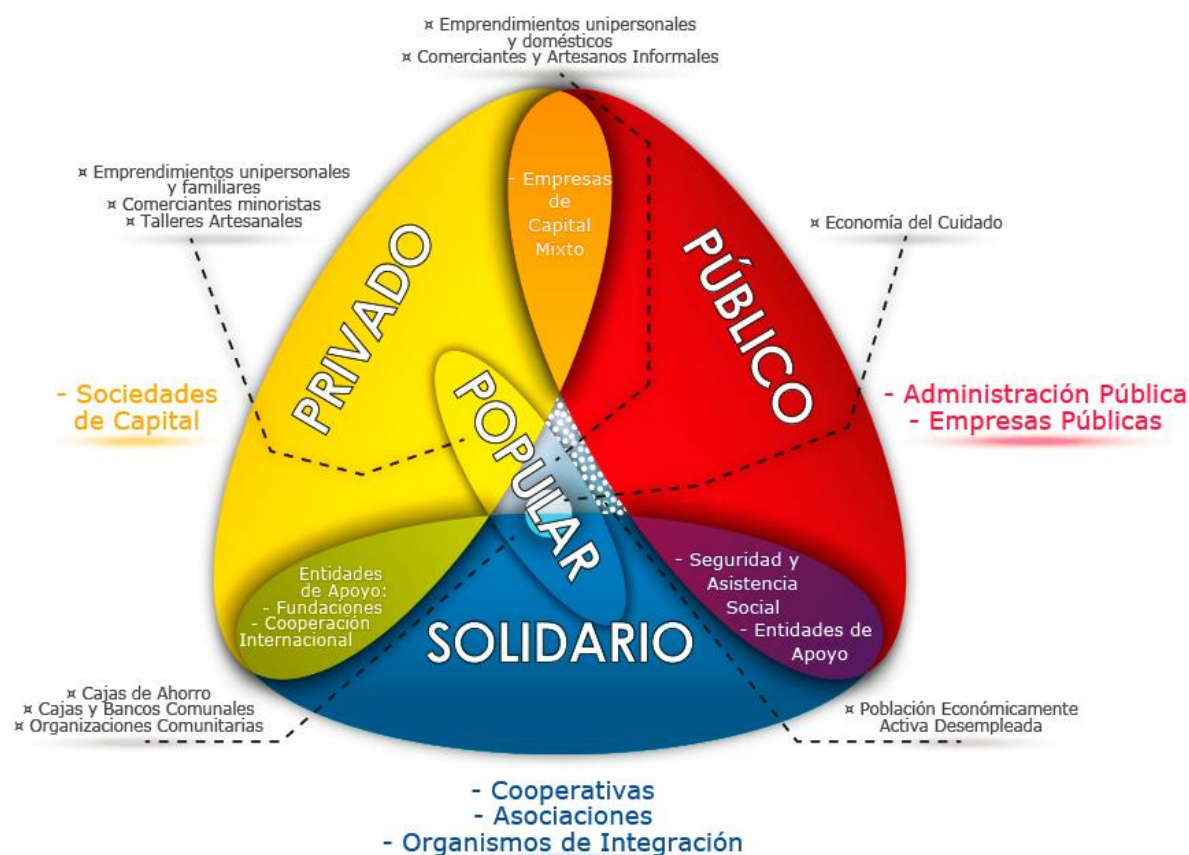 ¤ Emprendimientos unipersonales
y domésticos
¤ Comerciantes y Artesanos Informales
¤ Emprendimientos unipersonales
y familiares
¤ Comerciantes minoristas
¤ Talleres Artesanales
- Empresas
de
Capital
Mixto
¤ Economía del Cuidado
PRIVADO
PÚBLICO
- Sociedades
de Capital
POPULAR
- Administración Pública
- Empresas Públicas
Entidades
de Apoyo:
- Fundaciones
- Cooperación
Internacional
SOLIDARIO
- Seguridad y
Asistencia
Social
- Entidades de
Apoyo
¤ Cajas de Ahorro
¤ Cajas y Bancos Comunales
¤ Organizaciones Comunitarias
¤ Población Económicamente
Activa Desempleada
- Cooperativas
- Asociaciones
- Organismos de Integración